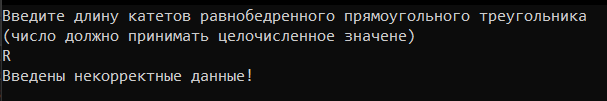 Введите длину катетов равнобедренного прямоугольного треугольника
(число должно принимать целочисленное значене)
R
Введены некорректные данные!